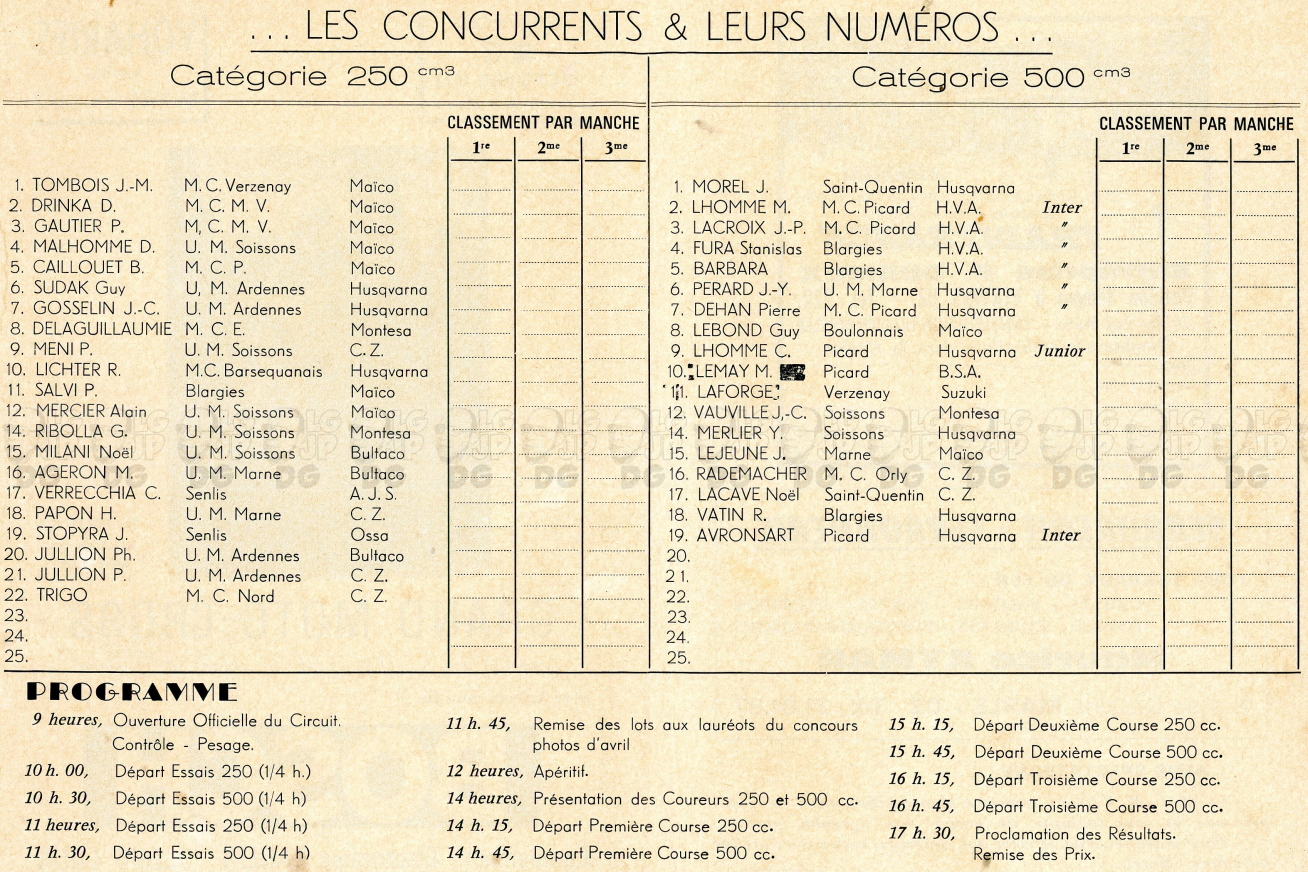 ... LES CONCURRENTS & LEURS NUMÉROS ...
Catégorie 250 cm3
CLASSEMENT PAR MANCHE
1re 2me 3me
1. TOMBOIS J.-M. M. C. Verzenay Maïco
2. DRINKA D. M. C. M. V. Maïco
3. GAUTIER P. M, C. M. V. Maïco
4. MALHOMME D. U. M. Soissons Maïco
5. CAILLOUET B. M. C. P. Maïco
6. SUDAK Guy U, M. Ardennes Husqvarna
7. GOSSELIN J.-C. U. M. Ardennes Husqvarna
8. DELAGUILLAUMIE M. C. E. Montesa
9. MENI P. U. M. Soissons C. Z.
10. LICHTER R. M.C. Barsequanais Husqvarna
11. SALVI P. Blargies Maïco
12. MERCIER Alain U. M. Soissons Maïco
14. RIBOLLA G. U. M. Soissons Montesa
15. MILANI Noël U. M. Soissons Bultaco
16. AGERON M. U. M. Marne Bultaco
17. VERRECCHIA C. Senlis A. J. S.
18. PAPON H. U. M. Marne C. Z.
19. STOPYRA J. Senlis Ossa
20. JULLION Ph. U. M. Ardennes Bultaco
21. JULLION P. U. M. Ardennes C. Z.
22. TRIGO M. C. Nord C. Z.
23.
24.
25.
Catégorie 500 cm3
CLASSEMENT PAR MANCHE
1re 2me 3me
1. MOREL J. Saint-Quentin Husqvarna
2. LHOMME M. M. C. Picard H.V.A. Inter
3. LACROIX J.-P. M. C. Picard H.V.A. "
4. FURA Stanislas Blargies H.V.A. "
5. BARBARA Blargies H.V.A. "
6. PERARD J.-Y. U. M. Marne Husqvarna "
7. DEHAN Pierre M. C. Picard Husqvarna "
8. LEBOND Guy Boulonnais Maïco
9. LHOMME C. Picard Husqvarna Junior
10. LEMAY M. Picard B.S.A.
11. LAFORGE Verzenay Suzuki
12. VAUVILLE J,-C. Soissons Montesa
14. MERLIER Y. Soissons Husqvarna
15. LEJEUNE J. Marne Maïco
16. RADEMACHER M. C. Orly C. Z.
17. LACAVE Noël Saint-Quentin C. Z.
18. VATIN R. Blargies Husqvarna
19. AVRONSART Picard Husqvarna Inter
20.
21.
22.
23.
24.
25.
PROGRAMME
9 heures, Ouverture Officielle du Circuit.
Contrôle - Pesage.
10 h. 00, Départ Essais 250 (1/4 h.)
10 h. 30, Départ Essais 500 (1/4 h)
11 heures, Départ Essais 250 (1/4 h)
11 h. 30, Départ Essais 500 (1/4 h)
11 h. 45, Remise des lots aux lauréots du concours
photos d'avril
12 heures, Apéritif.
14 heures, Présentation des Coureurs 250 et 500 cc.
14 h. 15, Départ Première Course 250 cc.
14 h. 45, Départ Première Course 500 cc.
15 h. 15, Départ Deuxième Course 250 cc.
15 h. 45, Départ Deuxième Course 500 cc.
16 h. 15, Départ Troisième Course 250 cc.
16 h. 45, Départ Troisième Course 500 cc.
17 h. 30, Proclamation des Résultats.
Remise des Prix.